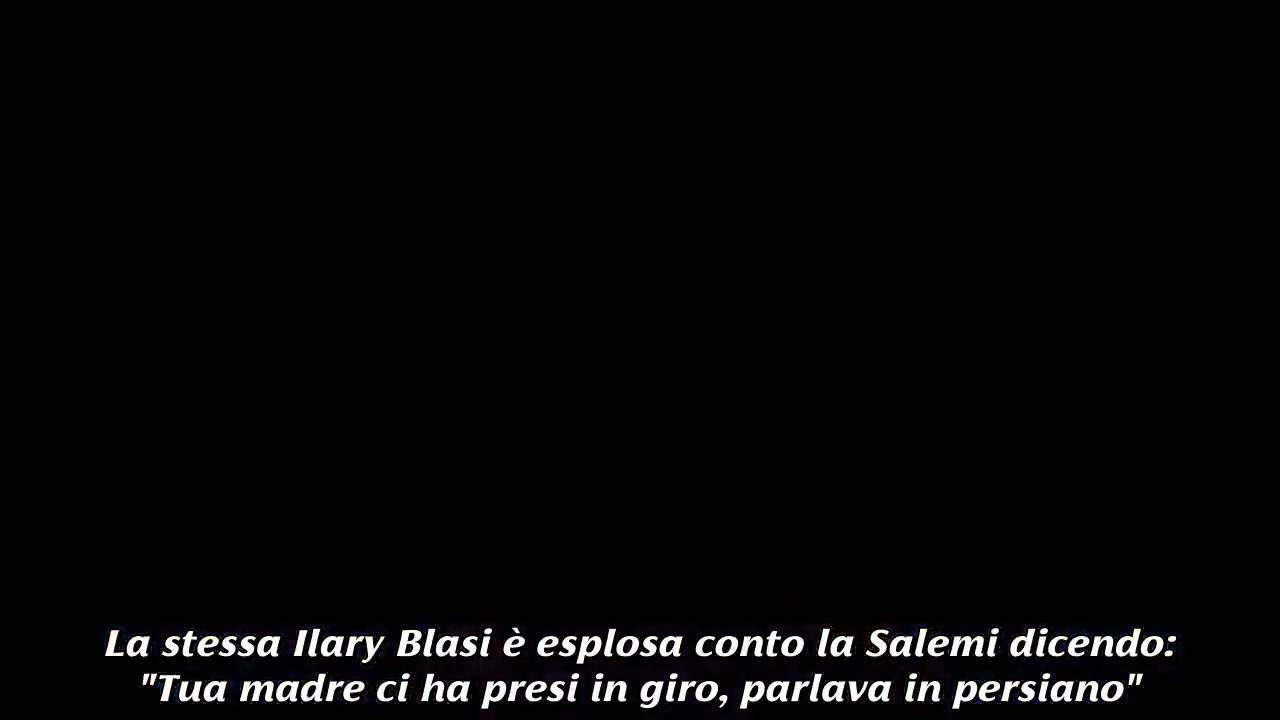 La stessa Ilary Blasi è esplosa conto la Salemi dicendo:
"Tua madre ci ha presi in giro, parlava in persiano"